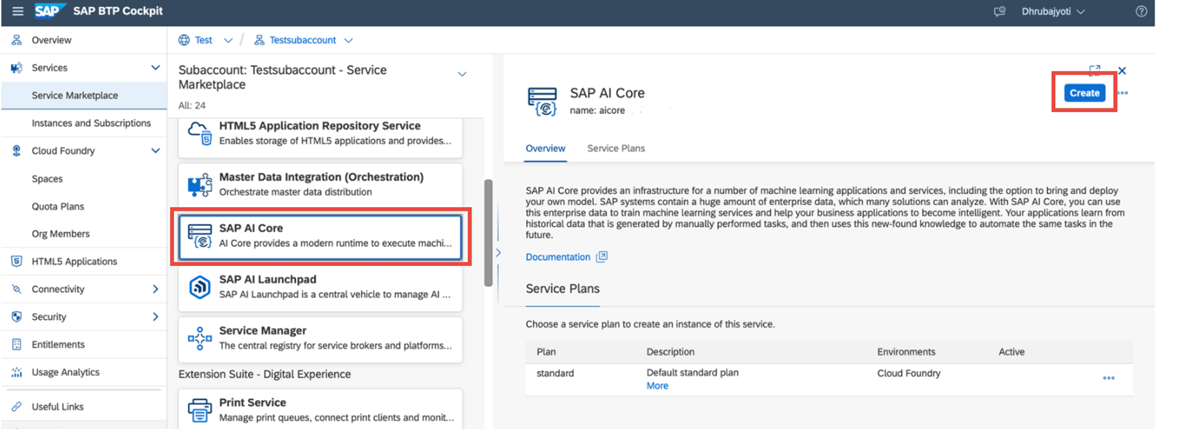 SAP SAP BTP Cockpit
Dhrubajyoti
Overview
Services
Service Marketplace
Instances and Subscriptions
Cloud Foundry
Spaces
Quota Plans
Org Members
HTML5 Applications
Connectivity
Security
Entitlements
Usage Analytics
Useful Links
Test / Testsubaccount
Subaccount: Testsubaccount - Service
Marketplace
All: 24
HTML5 Application Repository Service
Enables storage of HTML5 applications and provides...
Master Data Integration (Orchestration)
Orchestrate master data distribution
SAP AI Core
AI Core provides a modern runtime to execute machi...
SAP AI Launchpad
SAP AI Launchpad is a central vehicle to manage AI ...
Service Manager
The central registry for service brokers and platforms...
Extension Suite - Digital Experience
Print Service
Manage print queues, connect print clients and monit...
SAP AI Core
name: aicore
Create
Overview
Service Plans
SAP AI Core provides an infrastructure for a number of machine learning applications and services, including the option to bring and deploy
your own model. SAP systems contain a huge amount of enterprise data, which many solutions can analyze. With SAP AI Core, you can use
this enterprise data to train machine learning services and help your business applications to become intelligent. Your applications learn from
historical data that is generated by manually performed tasks, and then uses this new-found knowledge to automate the same tasks in the
future.
Documentation
Service Plans
Choose a service plan to create an instance of this service.
Plan Description Environments Active
standard Default standard plan Cloud Foundry
More